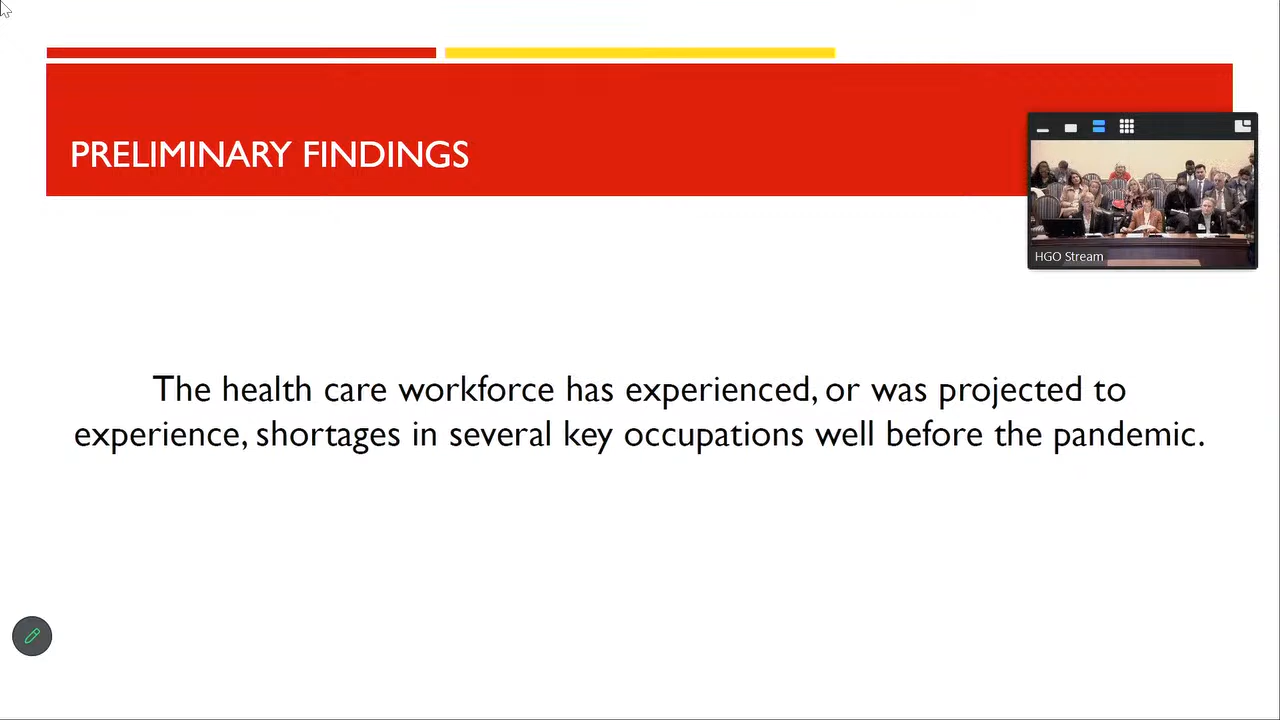 PRELIMINARY FINDINGS
HGO Stream
The health care workforce has experienced, or was projected to
experience, shortages in several key occupations well before the pandemic.